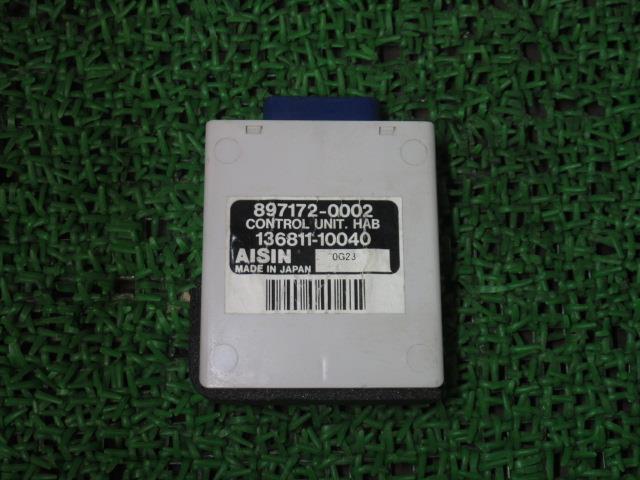 897172-0002
CONTROL UNIT. HAB
136811-10040
AISIN 0G23
MADE IN JAPAN